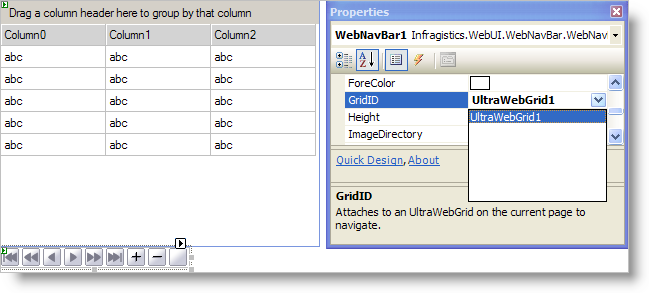 Drag a column header here to group by that column
Column0 Column1 Column2
abc abc abc
abc abc abc
abc abc abc
abc abc abc
abc abc abc
Properties
WebNavBar1 Infragistics.WebUI.WebNavBar.WebNav
A
Z
ForeColor
GridID UltraWebGrid1
UltraWebGrid1
Height
ImageDirectory
Quick Design, About
GridID
Attaches to an UltraWebGrid on the current page to
navigate.